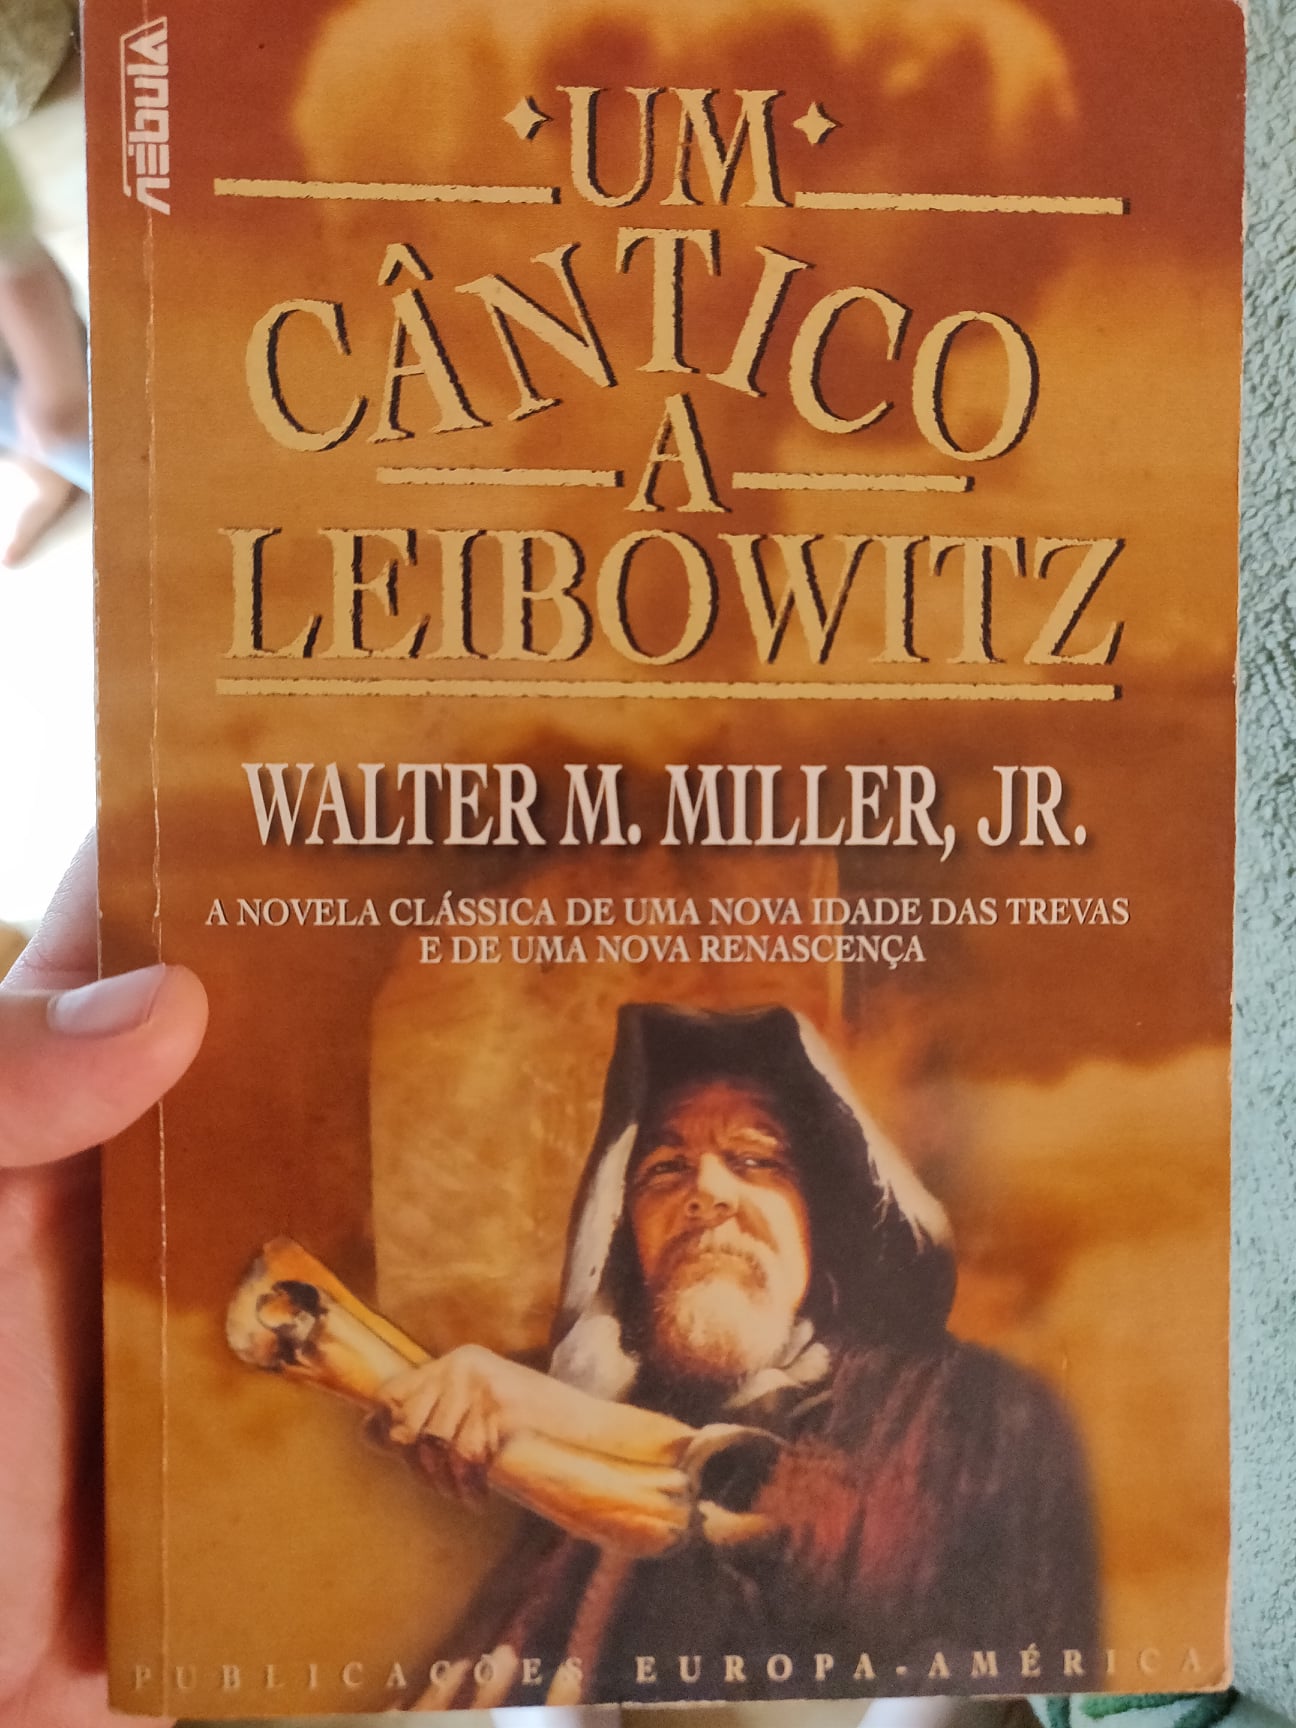 NÉBULA
UM
CÂNTICO
A
LEIBOWITZ
WALTER M. MILLER, JR.
A NOVELA CLÁSSICA DE UMA NOVA IDADE DAS TREVAS
E DE UMA NOVA RENASCENÇA
PUBLICAÇÕES EUROPA-AMÉRICA